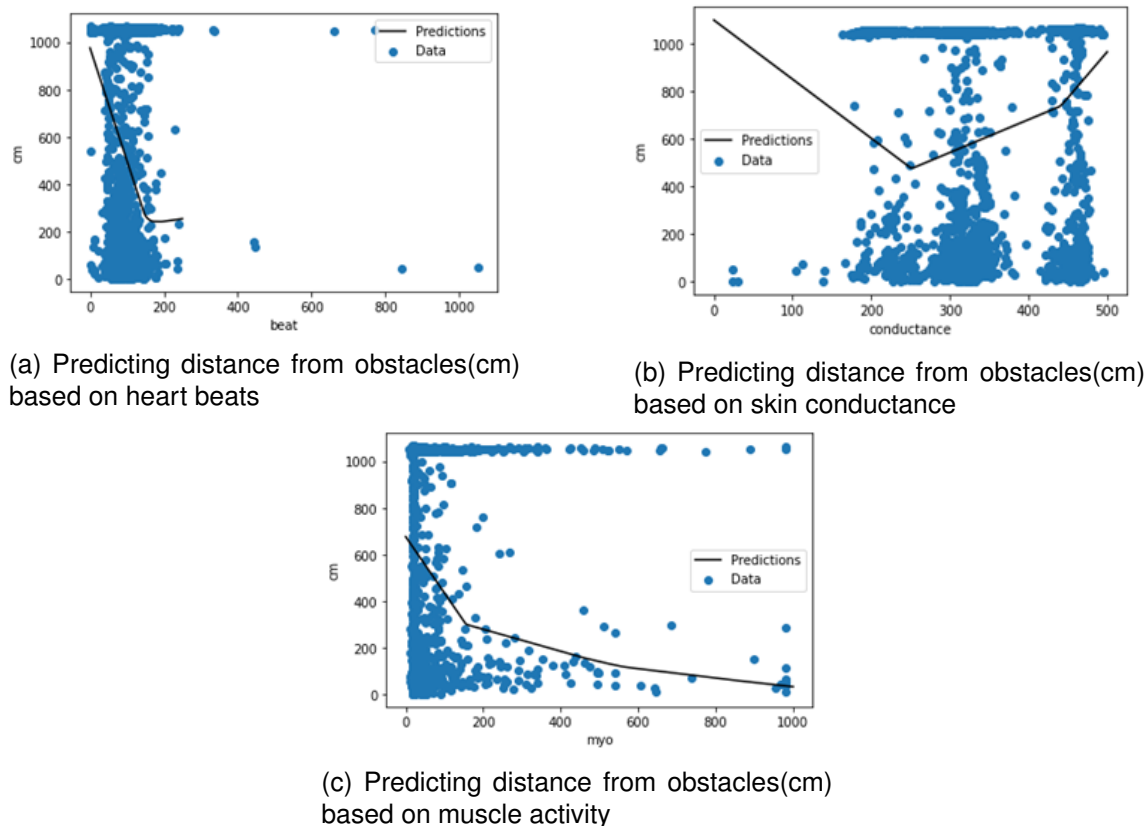 1000
800
600
400
200
0
cm
Predictions
Data
0 200 400 600 800 1000
beat
(a) Predicting distance from obstacles(cm)
based on heart beats
1000
800
600
400
200
0
cm
Predictions
Data
0 100 200 300 400 500
conductance
(b) Predicting distance from obstacles(cm)
based on skin conductance
1000
800
600
400
200
0
cm
Predictions
Data
0 200 400 600 800 1000
myo
(c) Predicting distance from obstacles(cm)
based on muscle activity